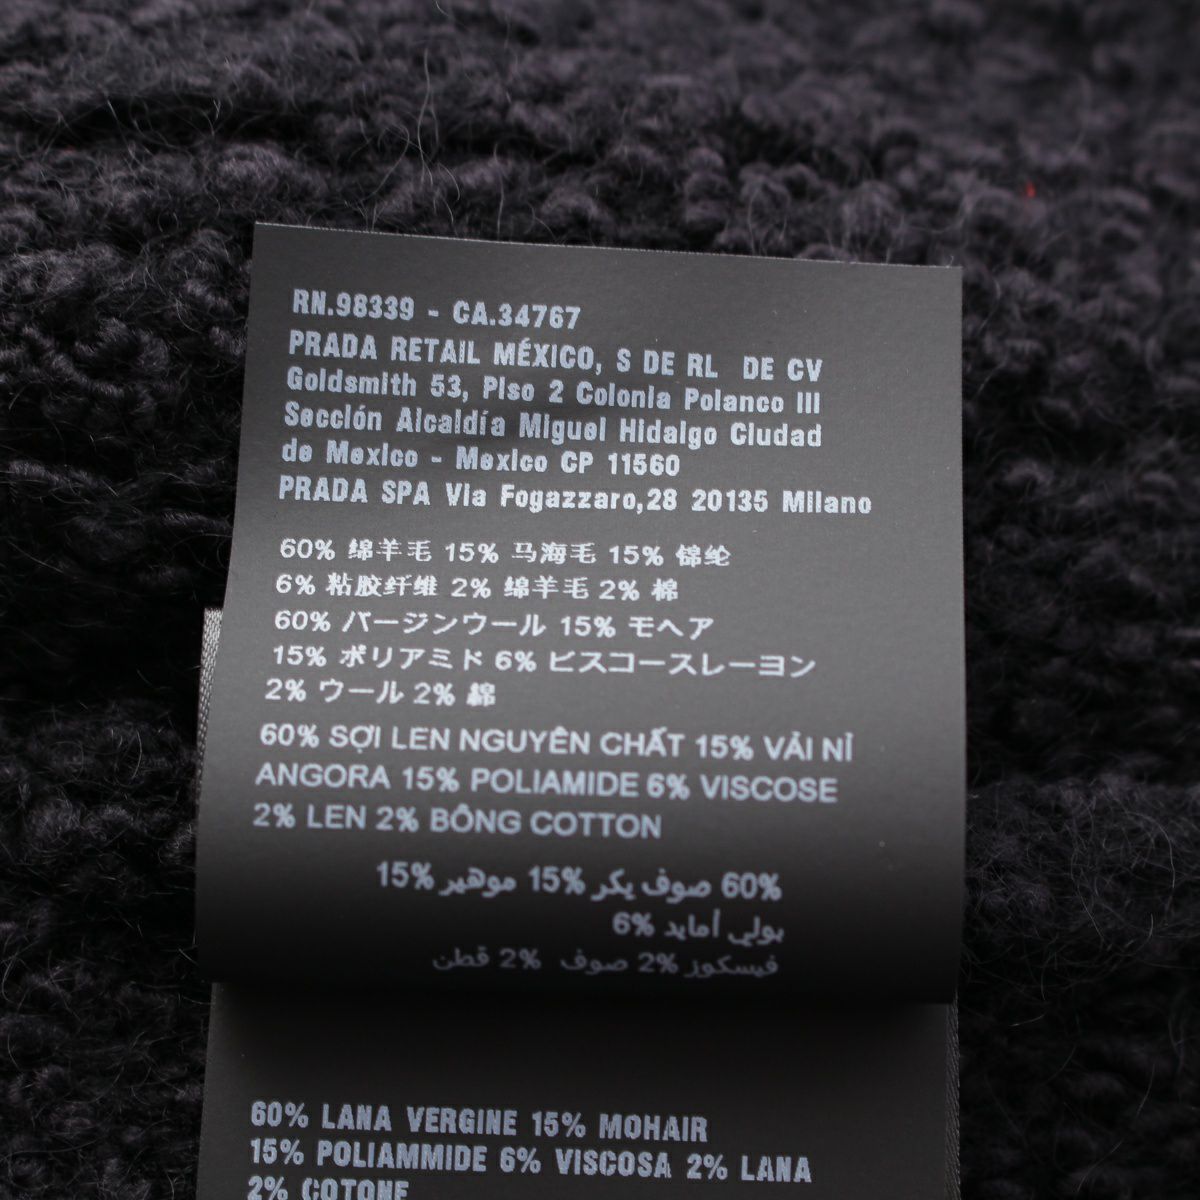 RN.98339 - CA.34767
PRADA RETAIL MÉXICO, S DE RL DE CV
Goldsmith 53, Piso 2 Colonia Polanco III
Sección Alcaldía Miguel Hidalgo Ciudad
de Mexico - Mexico CP 11560
PRADA SPA Via Fogazzaro,28 20135 Milano
60% 绵羊毛 15% 马海毛 15% 锦纶
6% 粘胶纤维 2% 绵羊毛 2% 棉
60% バージンウール 15% モヘア
15% ポリアミド 6% ビスコースレーヨン
2% ウール 2% 綿
60% SỢI LEN NGUYÊN CHẤT 15% VẢI NỈ
ANGORA 15% POLIAMIDE 6% VISCOSE
2% LEN 2% BÔNG COTTON
60% صوف بكر 15% موهير 15%
بولي أمايد 6%
فيسكوز 2% صوف 2% قطن
60% LANA VERGINE 15% MOHAIR
15% POLIAMMIDE 6% VISCOSA 2% LANA
2% COTONE